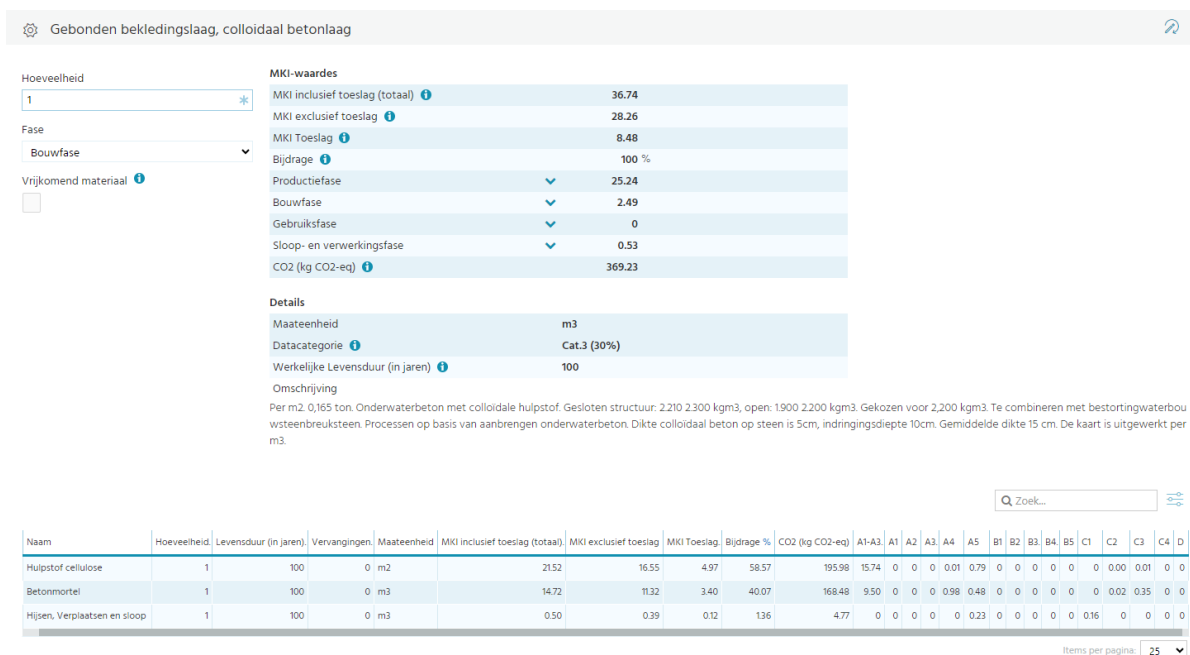 Gebonden bekledingslaag, colloidaal betonlaag
Hoeveelheid
1
Fase
Bouwfase
Vrijkomend materiaal
MKI-waardes
MKI inclusief toeslag (totaal) 36.74
MKI exclusief toeslag 28.26
MKI Toeslag 8.48
Bijdrage 100 %
Productiefase 25.24
Bouwfase 2.49
Gebruiksfase 0
Sloop- en verwerkingsfase 0.53
CO2 (kg CO2-eq) 369.23
Details
Maateenheid m3
Datacategorie Cat.3 (30%)
Werkelijke Levensduur (in jaren) 100
Omschrijving
Per m2. 0,165 ton. Onderwaterbeton met colloïdale hulpstof. Gesloten structuur: 2.210 2.300 kgm3, open: 1.900 2.200 kgm3. Gekozen voor 2,200 kgm3. Te combineren met bestortingwaterbou
wsteenbreuksteen. Processen op basis van aanbrengen onderwaterbeton. Dikte colloïdaal beton op steen is 5cm, indringingsdiepte 10cm. Gemiddelde dikte 15 cm. De kaart is uitgewerkt per
m3.
Zoek...
Naam Hoeveelheid. Levensduur (in jaren). Vervangingen. Maateenheid MKI inclusief toeslag (totaal). MKI exclusief toeslag MKI Toeslag. Bijdrage % CO2 (kg CO2-eq) A1-A3. A1 A2 A3. A4 A5 B1 B2 B3. B4. B5 C1 C2 C3 C4 D
Hulpstof cellulose 1 100 0 m2 21.52 16.55 4.97 58.57 195.98 15.74 0 0 0 0.01 0.79 0 0 0 0 0 0 0.00 0.01 0 0
Betonmortel 1 100 0 m3 14.72 11.32 3.40 40.07 168.48 9.50 0 0 0 0.98 0.48 0 0 0 0 0 0 0.02 0.35 0 0
Hijsen, Verplaatsen en sloop 1 100 0 m3 0.50 0.39 0.12 1.36 4.77 0 0 0 0 0 0.23 0 0 0 0 0 0.16 0 0 0 0
Items per pagina: 25